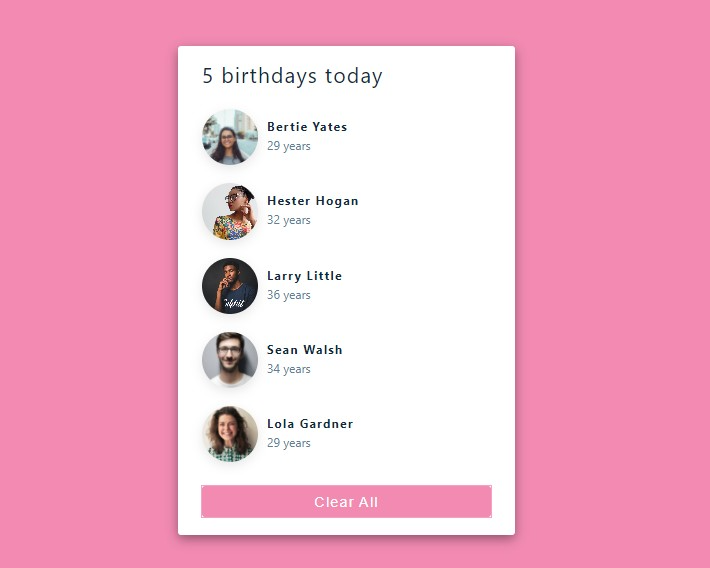 5 birthdays today
Bertie Yates
29 years
Hester Hogan
32 years
Larry Little
36 years
Sean Walsh
34 years
Lola Gardner
29 years
Clear All